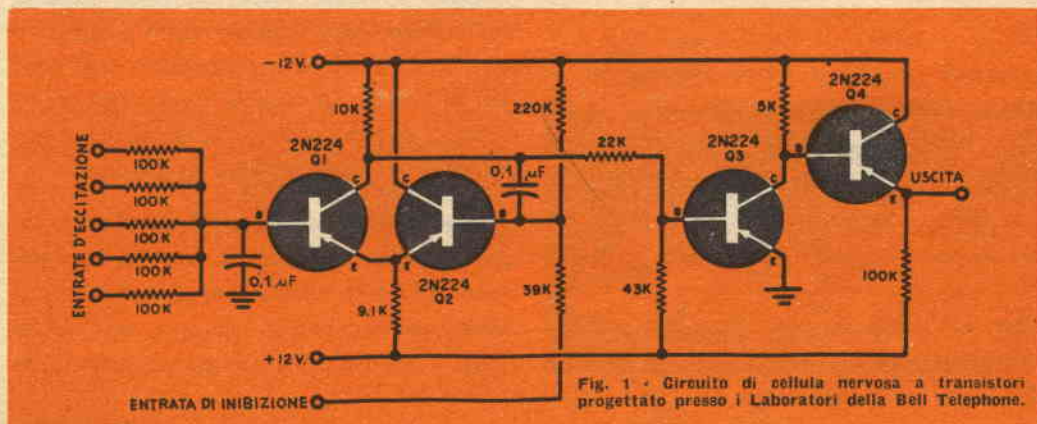 −12V.
10K
220K
5K
2N224
Q4
C
B
E
USCITA
ENTRATE D'ECCITAZIONE
100K
100K
100K
100K
100K
0,1 µF
2N224
Q1
B
C
E
0,1 µF
22K
C
B
E
2N224
Q2
9.1K
39K
43K
2N224
Q3
B
C
E
100K
+12V.
ENTRATA DI INIBIZIONE
Fig. 1 - Circuito di cellula nervosa a transistori
progettato presso i Laboratori della Bell Telephone.